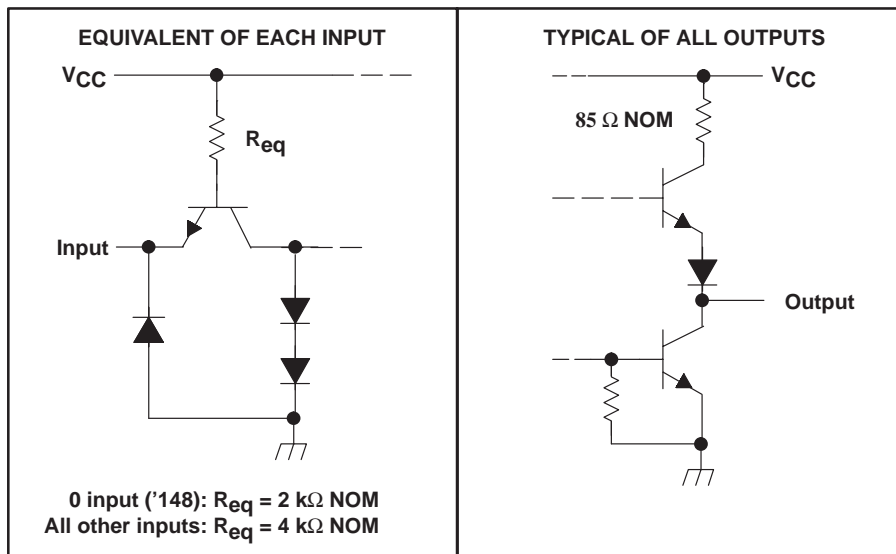 EQUIVALENT OF EACH INPUT
VCC
Req
Input
0 input ('148): Req = 2 kΩ NOM
All other inputs: Req = 4 kΩ NOM
TYPICAL OF ALL OUTPUTS
VCC
85 Ω NOM
Output